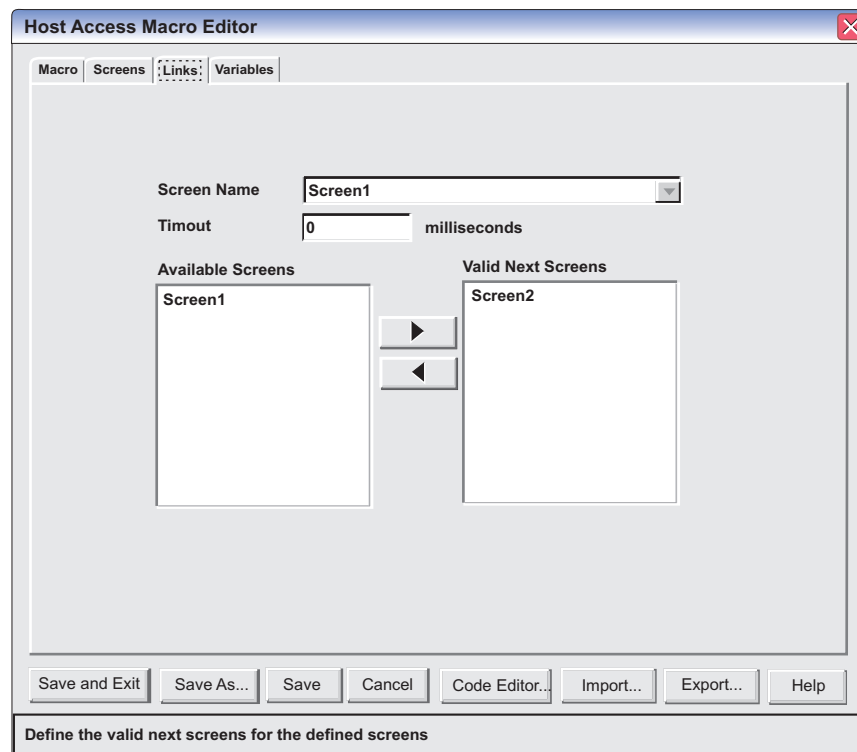 Host Access Macro Editor
Macro Screens Links Variables
Screen Name Screen1
Timout 0 milliseconds
Available Screens Valid Next Screens
Screen1 Screen2
Save and Exit Save As... Save Cancel Code Editor... Import... Export... Help
Define the valid next screens for the defined screens